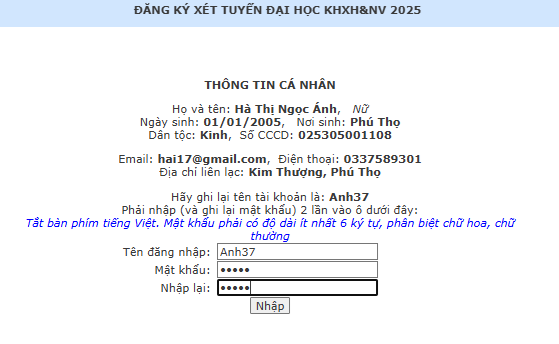 ĐĂNG KÝ XÉT TUYỂN ĐẠI HỌC KHXH&NV 2025
THÔNG TIN CÁ NHÂN
Họ và tên: Hà Thị Ngọc Ánh, Nữ
Ngày sinh: 01/01/2005, Nơi sinh: Phú Thọ
Dân tộc: Kinh, Số CCCD: 025305001108
Email: hai17@gmail.com, Điện thoại: 0337589301
Địa chỉ liên lạc: Kim Thượng, Phú Thọ
Hãy ghi lại tên tài khoản là: Anh37
Phải nhập (và ghi lại mật khẩu) 2 lần vào ô dưới đây:
Tắt bàn phím tiếng Việt. Mật khẩu phải có độ dài ít nhất 6 ký tự, phân biệt chữ hoa, chữ
thường
Tên đăng nhập: Anh37
Mật khẩu: •••••
Nhập lại: •••••
Nhập